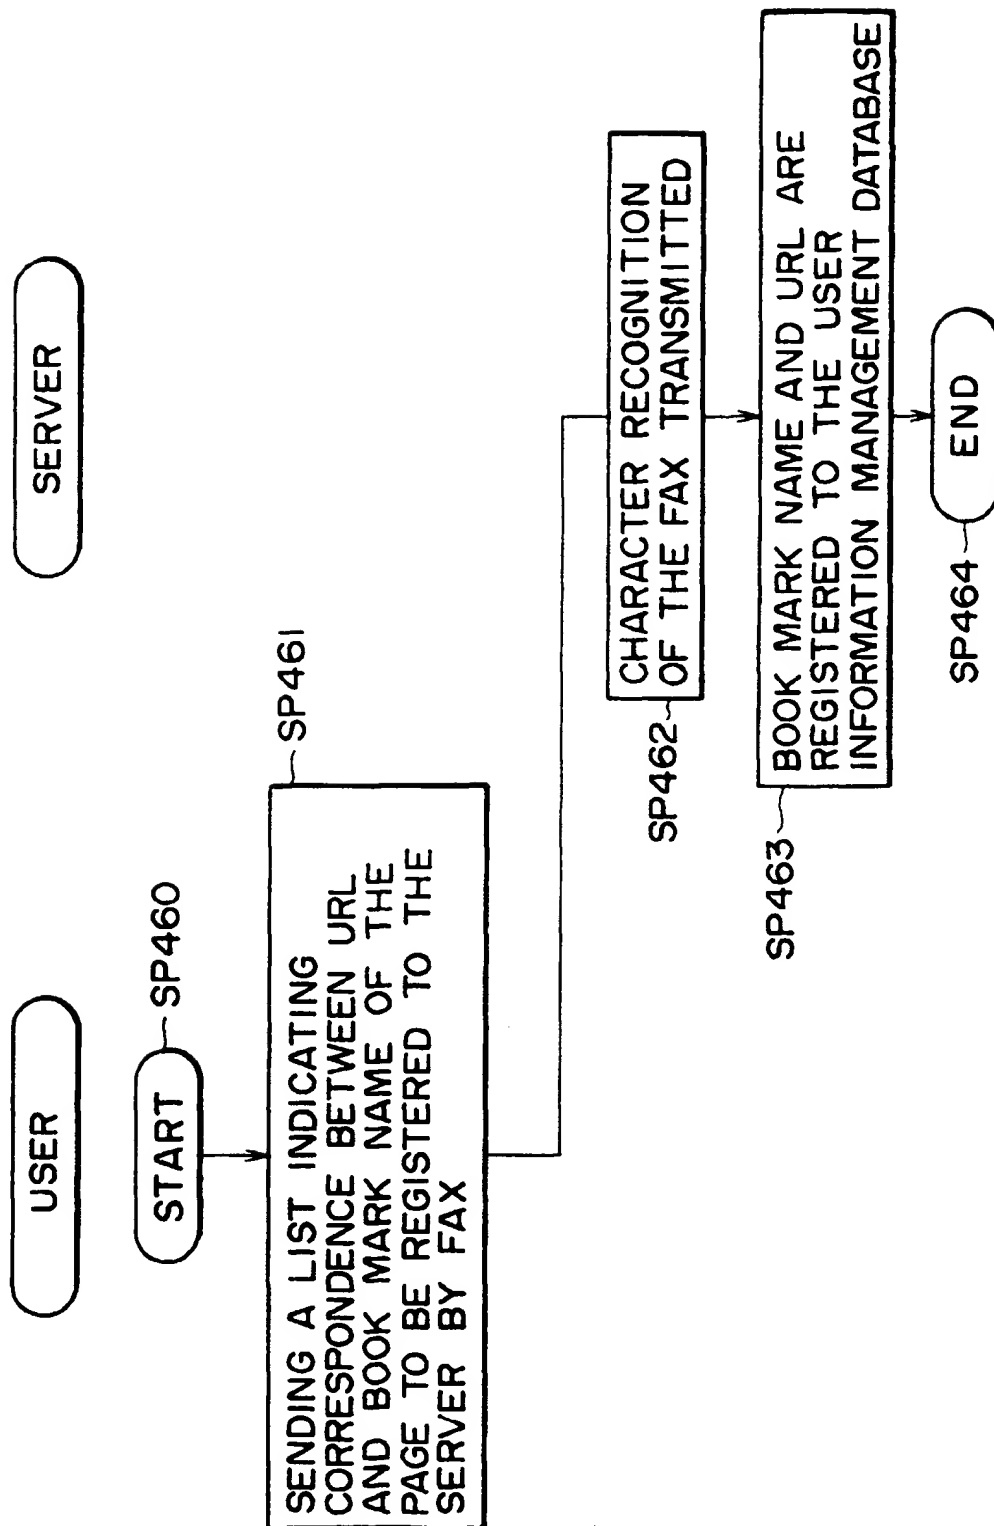 USER
SERVER
START
SP460
SENDING A LIST INDICATING
CORRESPONDENCE BETWEEN URL
AND BOOK MARK NAME OF THE
PAGE TO BE REGISTERED TO THE
SERVER BY FAX
SP461
CHARACTER RECOGNITION
OF THE FAX TRANSMITTED
SP462
BOOK MARK NAME AND URL ARE
REGISTERED TO THE USER
INFORMATION MANAGEMENT DATABASE
SP463
END
SP464